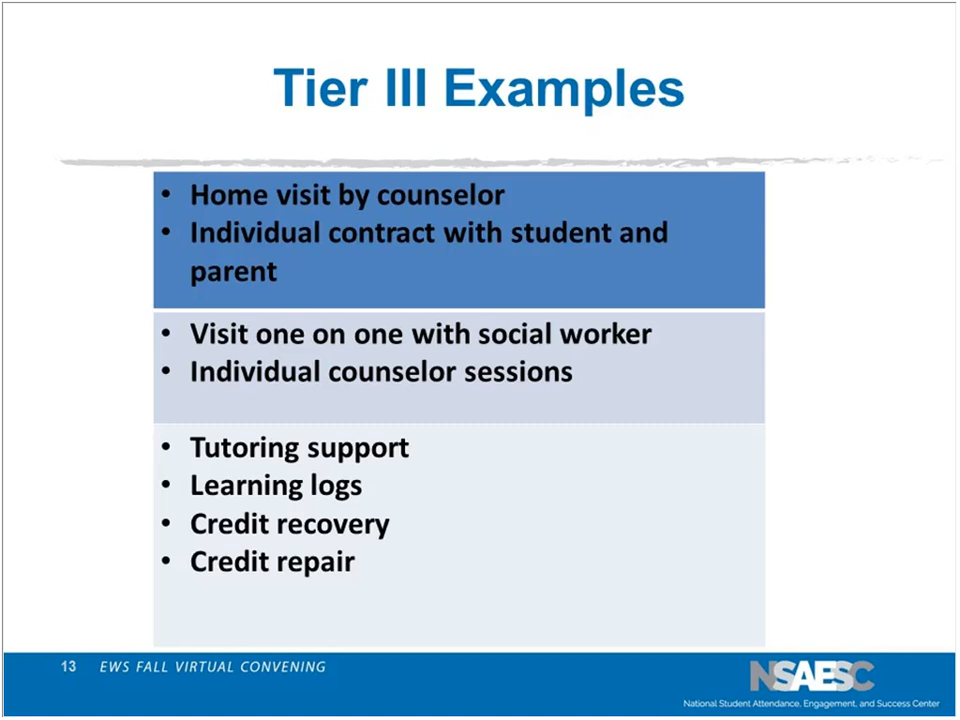 Tier III Examples
• Home visit by counselor
• Individual contract with student and
parent
• Visit one on one with social worker
• Individual counselor sessions
• Tutoring support
• Learning logs
• Credit recovery
• Credit repair
13 EWS FALL VIRTUAL CONVENING
NSAESC
National Student Attendance, Engagement, and Success Center